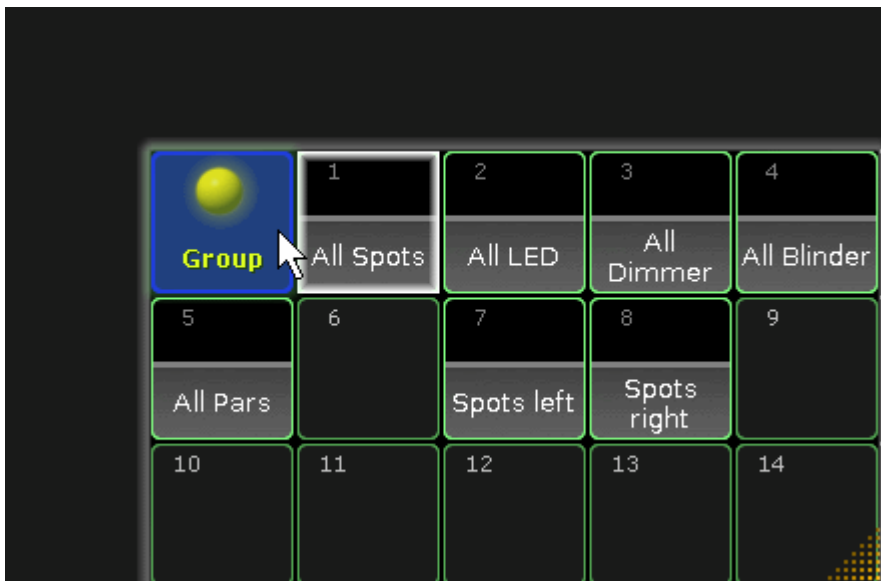 1
2
3
4
Group
All Spots
All LED
All
Dimmer
All Blinder
5
6
7
8
9
All Pars
Spots left
Spots
right
10
11
12
13
14